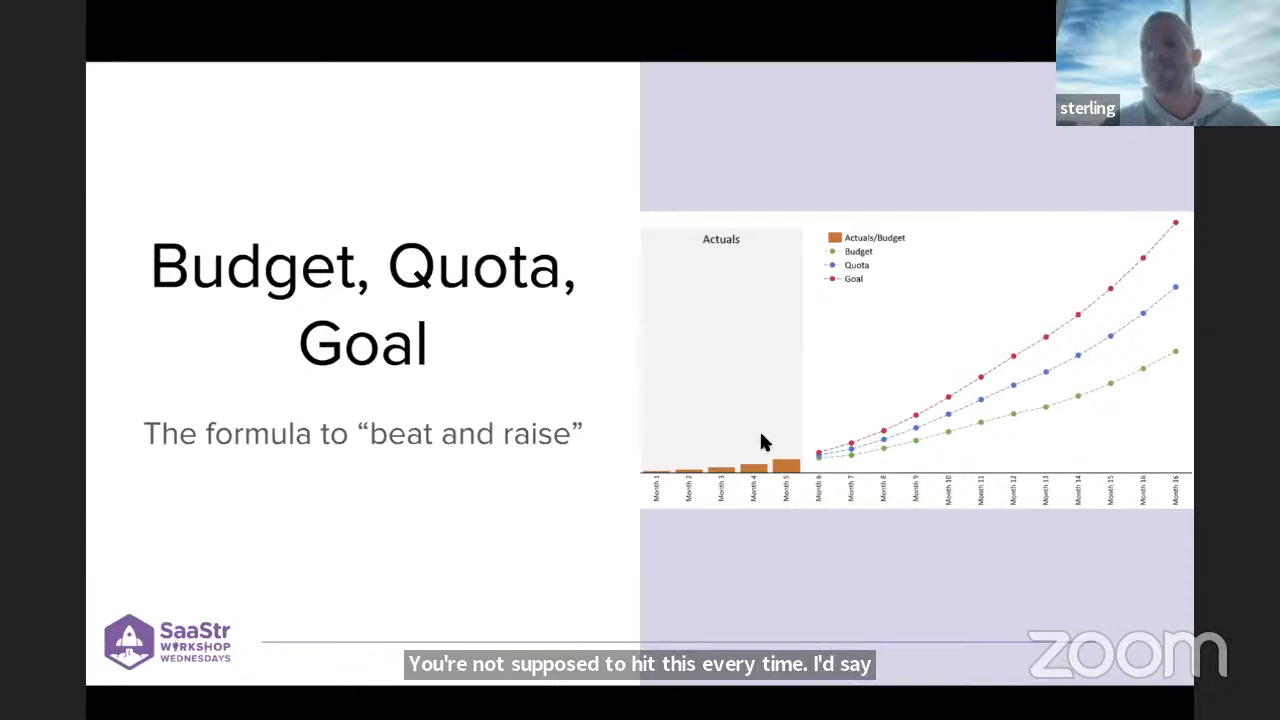 sterling
Budget, Quota,
Goal
The formula to “beat and raise”
Actuals
Actuals/Budget
Budget
Quota
Goal
Month 1
Month 2
Month 3
Month 4
Month 5
Month 6
Month 7
Month 8
Month 9
Month 10
Month 11
Month 12
Month 13
Month 14
Month 15
Month 16
Month 16
SaaStr
WORKSHOP
WEDNESDAYS
You're not supposed to hit this every time. I'd say
zoom